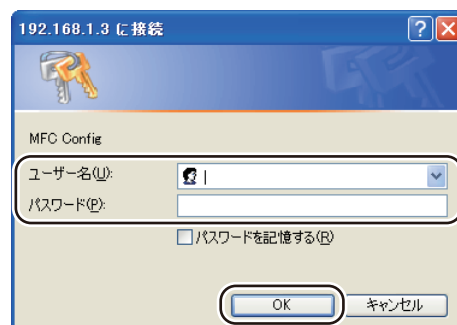 192.168.1.3 に接続
MFC Config
ユーザー名(U):
パスワード(P):
パスワードを記憶する(R)
OK キャンセル